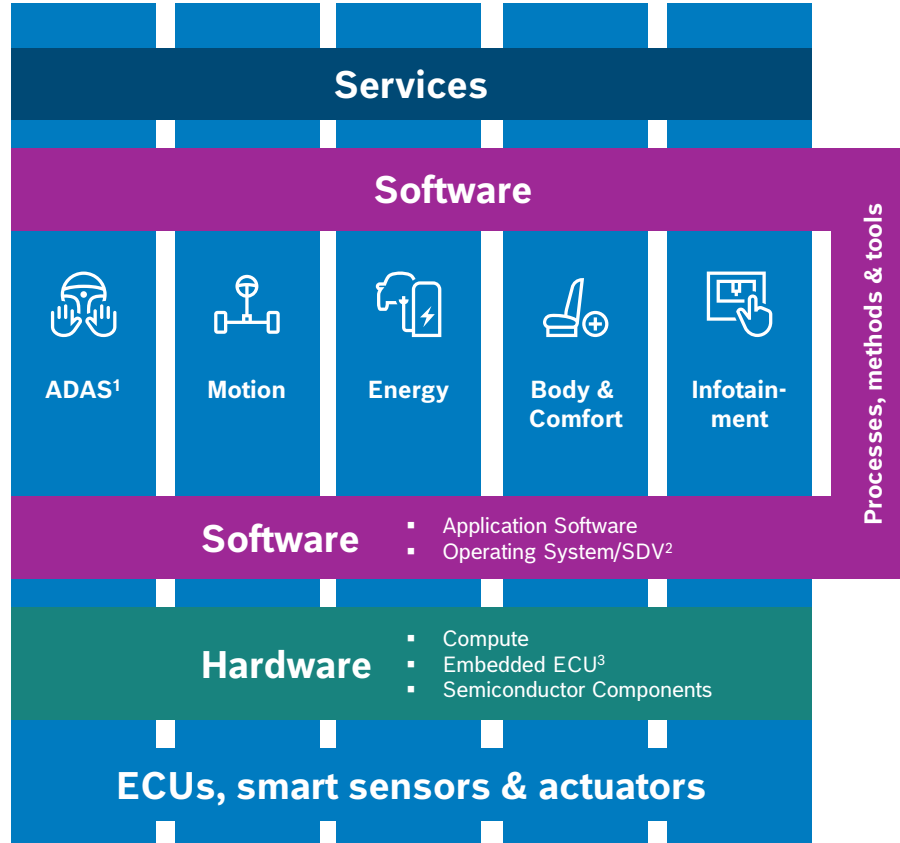 Services
Software
Processes, methods & tools
ADAS¹
Motion
Energy
Body &
Comfort
Infotain-
ment
Software
▪ Application Software
▪ Operating System/SDV²
Hardware
▪ Compute
▪ Embedded ECU³
▪ Semiconductor Components
ECUs, smart sensors & actuators